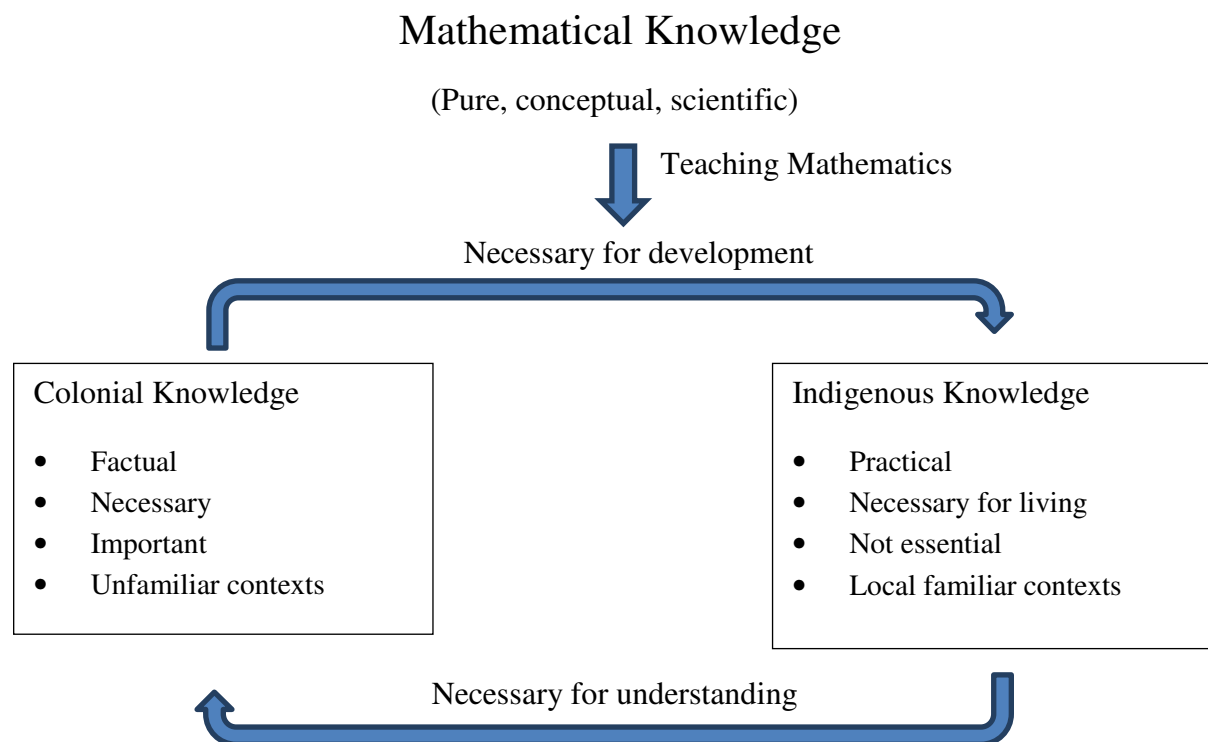 Mathematical Knowledge
(Pure, conceptual, scientific)
Teaching Mathematics
Necessary for development
Colonial Knowledge
• Factual
• Necessary
• Important
• Unfamiliar contexts
Indigenous Knowledge
• Practical
• Necessary for living
• Not essential
• Local familiar contexts
Necessary for understanding